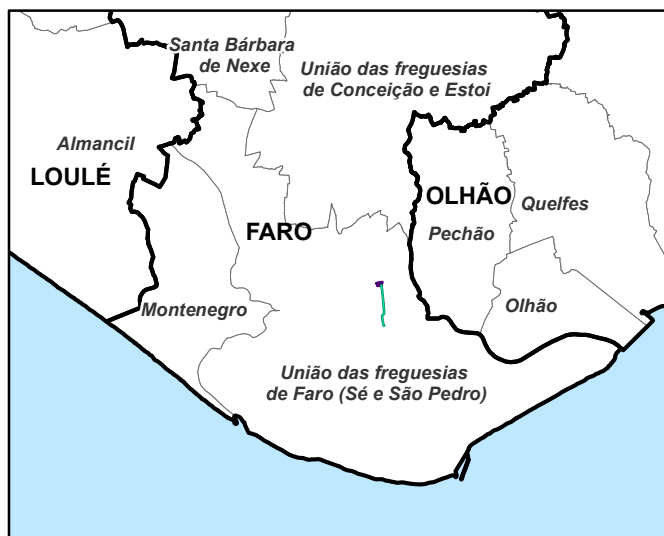 Santa Bárbara
de Nexe
União das freguesias
de Conceição e Estoi
Almancil
LOULÉ
OLHÃO
Quelfes
FARO
Pechão
Montenegro
Olhão
União das freguesias
de Faro (Sé e São Pedro)